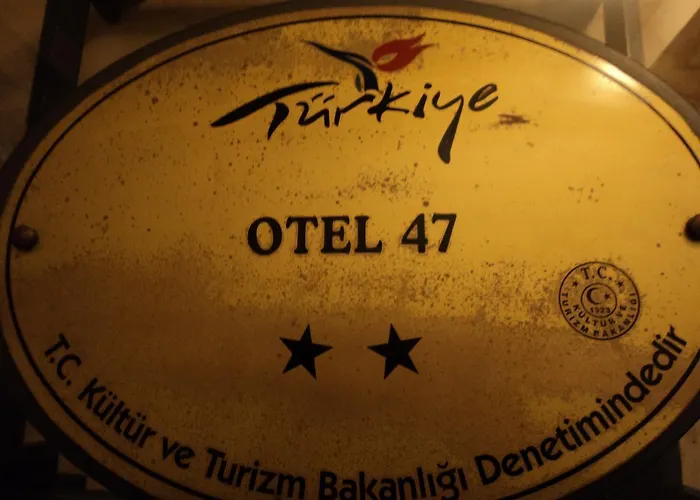 Türkiye
OTEL 47
T.C.
KÜLTÜR VE
TURİZM BAKANLIĞI
1923
T.C. Kültür ve Turizm Bakanlığı Denetimindedir